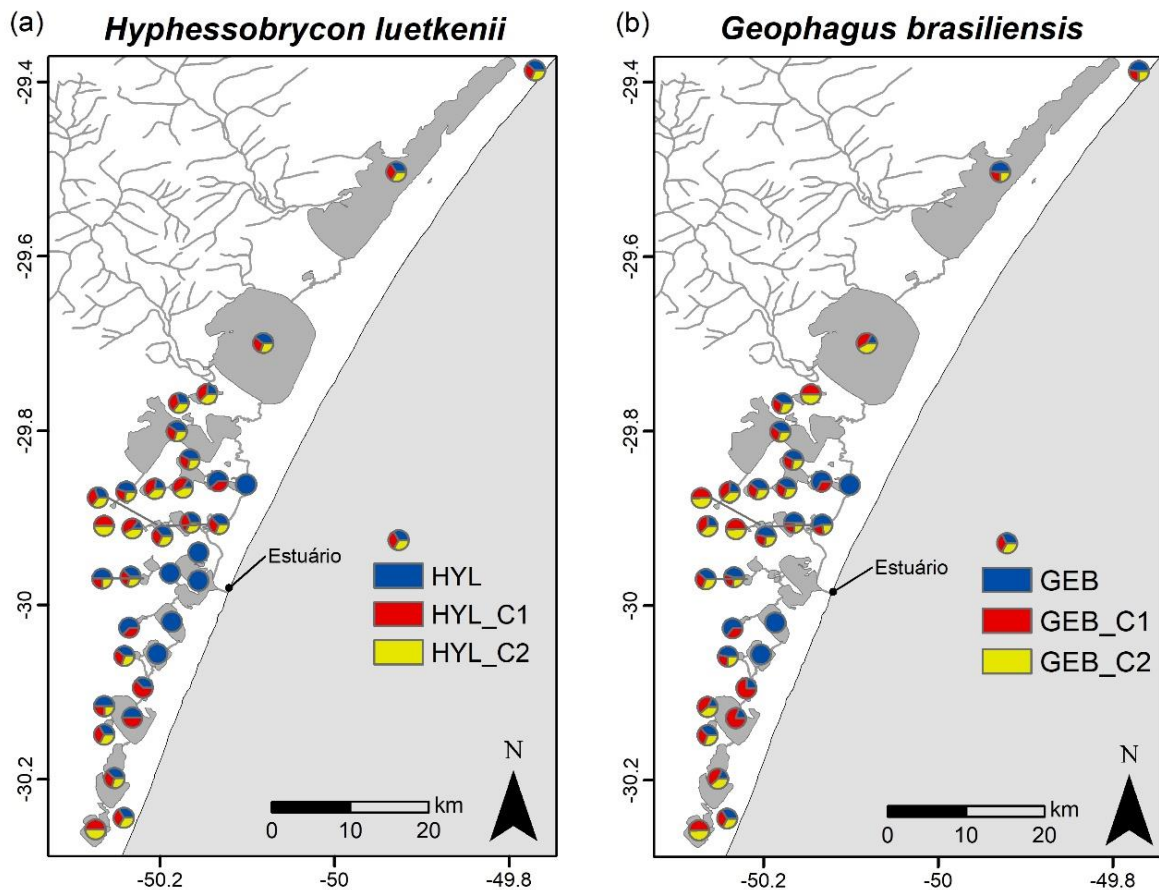 (a) Hyphessobrycon luetkenii
-29.4
-29.6
-29.8
-30
-30.2
Estuário
HYL
HYL_C1
HYL_C2
N
km
0 10 20
-50.2 -50 -49.8
(b) Geophagus brasiliensis
-29.4
-29.6
-29.8
-30
-30.2
Estuário
GEB
GEB_C1
GEB_C2
N
km
0 10 20
-50.2 -50 -49.8